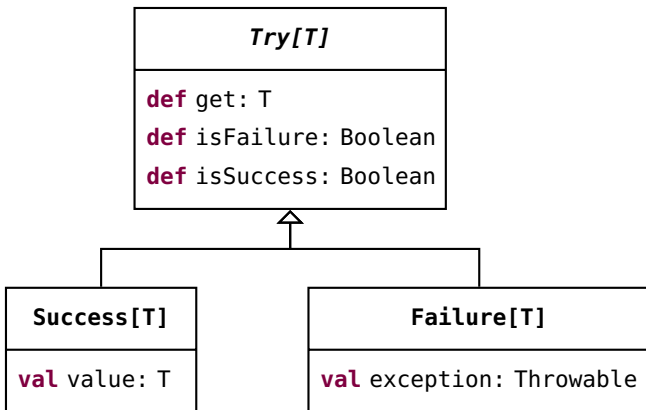 Try[T]
def get: T
def isFailure: Boolean
def isSuccess: Boolean
Success[T]
val value: T
Failure[T]
val exception: Throwable